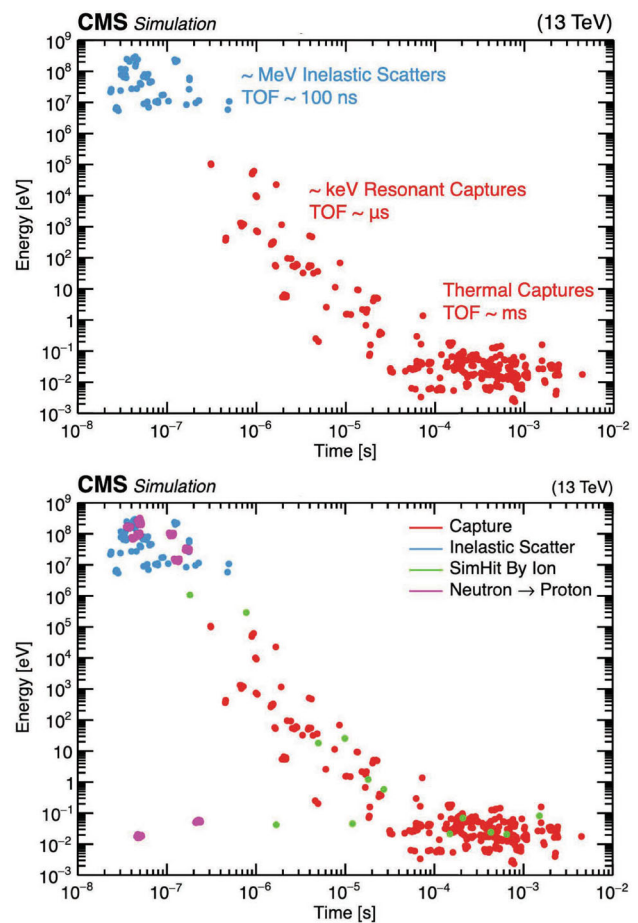 CMS Simulation (13 TeV)
10⁹
10⁸
10⁷
10⁶
10⁵
10⁴
10³
10²
10
1
10⁻¹
10⁻²
10⁻³
Energy [eV]
~ MeV Inelastic Scatters
TOF ~ 100 ns
~ keV Resonant Captures
TOF ~ μs
Thermal Captures
TOF ~ ms
10⁻⁸ 10⁻⁷ 10⁻⁶ 10⁻⁵ 10⁻⁴ 10⁻³ 10⁻²
Time [s]
CMS Simulation (13 TeV)
10⁹
10⁸
10⁷
10⁶
10⁵
10⁴
10³
10²
10
1
10⁻¹
10⁻²
10⁻³
Energy [eV]
Capture
Inelastic Scatter
SimHit By Ion
Neutron → Proton
10⁻⁸ 10⁻⁷ 10⁻⁶ 10⁻⁵ 10⁻⁴ 10⁻³ 10⁻²
Time [s]